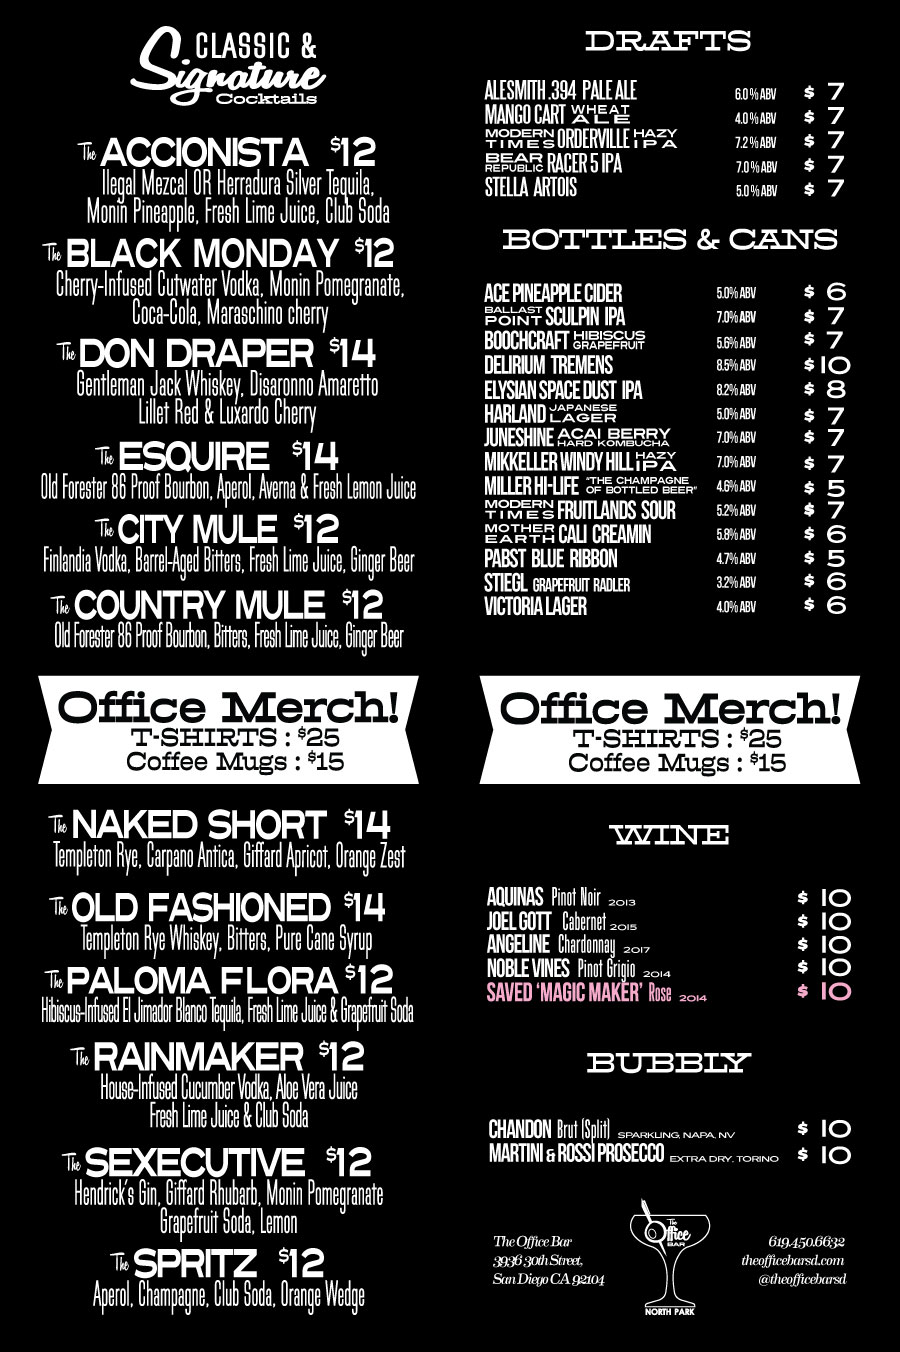 CLASSIC &
Signature
Cocktails
The ACCIONISTA $12
Ilegal Mezcal OR Herradura Silver Tequila,
Monin Pineapple, Fresh Lime Juice, Club Soda
The BLACK MONDAY $12
Cherry-Infused Cutwater Vodka, Monin Pomegranate,
Coca-Cola, Maraschino cherry
The DON DRAPER $14
Gentleman Jack Whiskey, Disaronno Amaretto
Lillet Red & Luxardo Cherry
The ESQUIRE $14
Old Forester 86 Proof Bourbon, Aperol, Averna & Fresh Lemon Juice
The CITY MULE $12
Finlandia Vodka, Barrel-Aged Bitters, Fresh Lime Juice, Ginger Beer
The COUNTRY MULE $12
Old Forester 86 Proof Bourbon, Bitters, Fresh Lime Juice, Ginger Beer
Office Merch!
T-SHIRTS : $25
Coffee Mugs : $15
The NAKED SHORT $14
Templeton Rye, Carpano Antica, Giffard Apricot, Orange Zest
The OLD FASHIONED $14
Templeton Rye Whiskey, Bitters, Pure Cane Syrup
The PALOMA FLORA $12
Hibiscus-Infused El Jimador Blanco Tequila, Fresh Lime Juice & Grapefruit Soda
The RAINMAKER $12
House-Infused Cucumber Vodka, Aloe Vera Juice
Fresh Lime Juice & Club Soda
The SEXECUTIVE $12
Hendrick's Gin, Giffard Rhubarb, Monin Pomegranate
Grapefruit Soda, Lemon
The SPRITZ $12
Aperol, Champagne, Club Soda, Orange Wedge
DRAFTS
ALESMITH .394 PALE ALE 6.0% ABV $ 7
MANGO CART WHEAT ALE 4.0% ABV $ 7
MODERN TIMES ORDERVILLE HAZY IPA 7.2% ABV $ 7
BEAR REPUBLIC RACER 5 IPA 7.0% ABV $ 7
STELLA ARTOIS 5.0% ABV $ 7
BOTTLES & CANS
ACE PINEAPPLE CIDER 5.0% ABV $ 6
BALLAST POINT SCULPIN IPA 7.0% ABV $ 7
BOOCHCRAFT HIBISCUS GRAPEFRUIT 5.6% ABV $ 7
DELIRIUM TREMENS 8.5% ABV $ 10
ELYSIAN SPACE DUST IPA 8.2% ABV $ 8
HARLAND JAPANESE LAGER 5.0% ABV $ 7
JUNESHINE ACAI BERRY HARD KOMBUCHA 7.0% ABV $ 7
MIKKELLER WINDY HILL HAZY IPA 7.0% ABV $ 7
MILLER HI-LIFE "THE CHAMPAGNE OF BOTTLED BEER" 4.6% ABV $ 5
MODERN TIMES FRUITLANDS SOUR 5.2% ABV $ 7
MOTHER EARTH CALI CREAMIN 5.8% ABV $ 6
PABST BLUE RIBBON 4.7% ABV $ 5
STIEGL GRAPEFRUIT RADLER 3.2% ABV $ 6
VICTORIA LAGER 4.0% ABV $ 6
Office Merch!
T-SHIRTS : $25
Coffee Mugs : $15
WINE
AQUINAS Pinot Noir 2013 $ 10
JOEL GOTT Cabernet 2015 $ 10
ANGELINE Chardonnay 2017 $ 10
NOBLE VINES Pinot Grigio 2014 $ 10
SAVED 'MAGIC MAKER' Rose 2014 $ 10
BUBBLY
CHANDON Brut (Split) SPARKLING, NAPA, NV $ 10
MARTINI & ROSSI PROSECCO EXTRA DRY, TORINO $ 10
The Office Bar
3936 30th Street,
San Diego CA 92104
The
Office
BAR
NORTH PARK
619.450.6632
theofficebarsd.com
@theofficebarsd